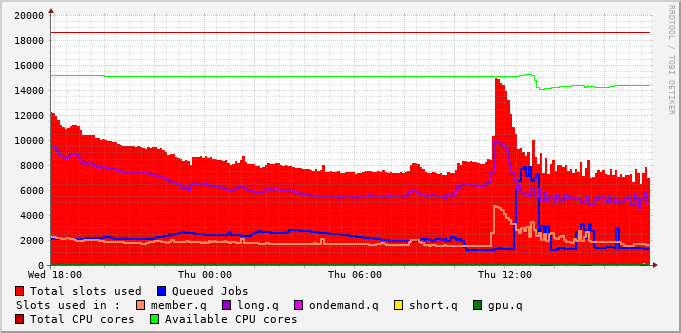 20000
18000
16000
14000
12000
10000
8000
6000
4000
2000
0
Wed 18:00 Thu 00:00 Thu 06:00 Thu 12:00
Total slots used Queued Jobs
Slots used in : member.q long.q ondemand.q short.q gpu.q
Total CPU cores Available CPU cores
RRDTOOL / TOBI OETIKER